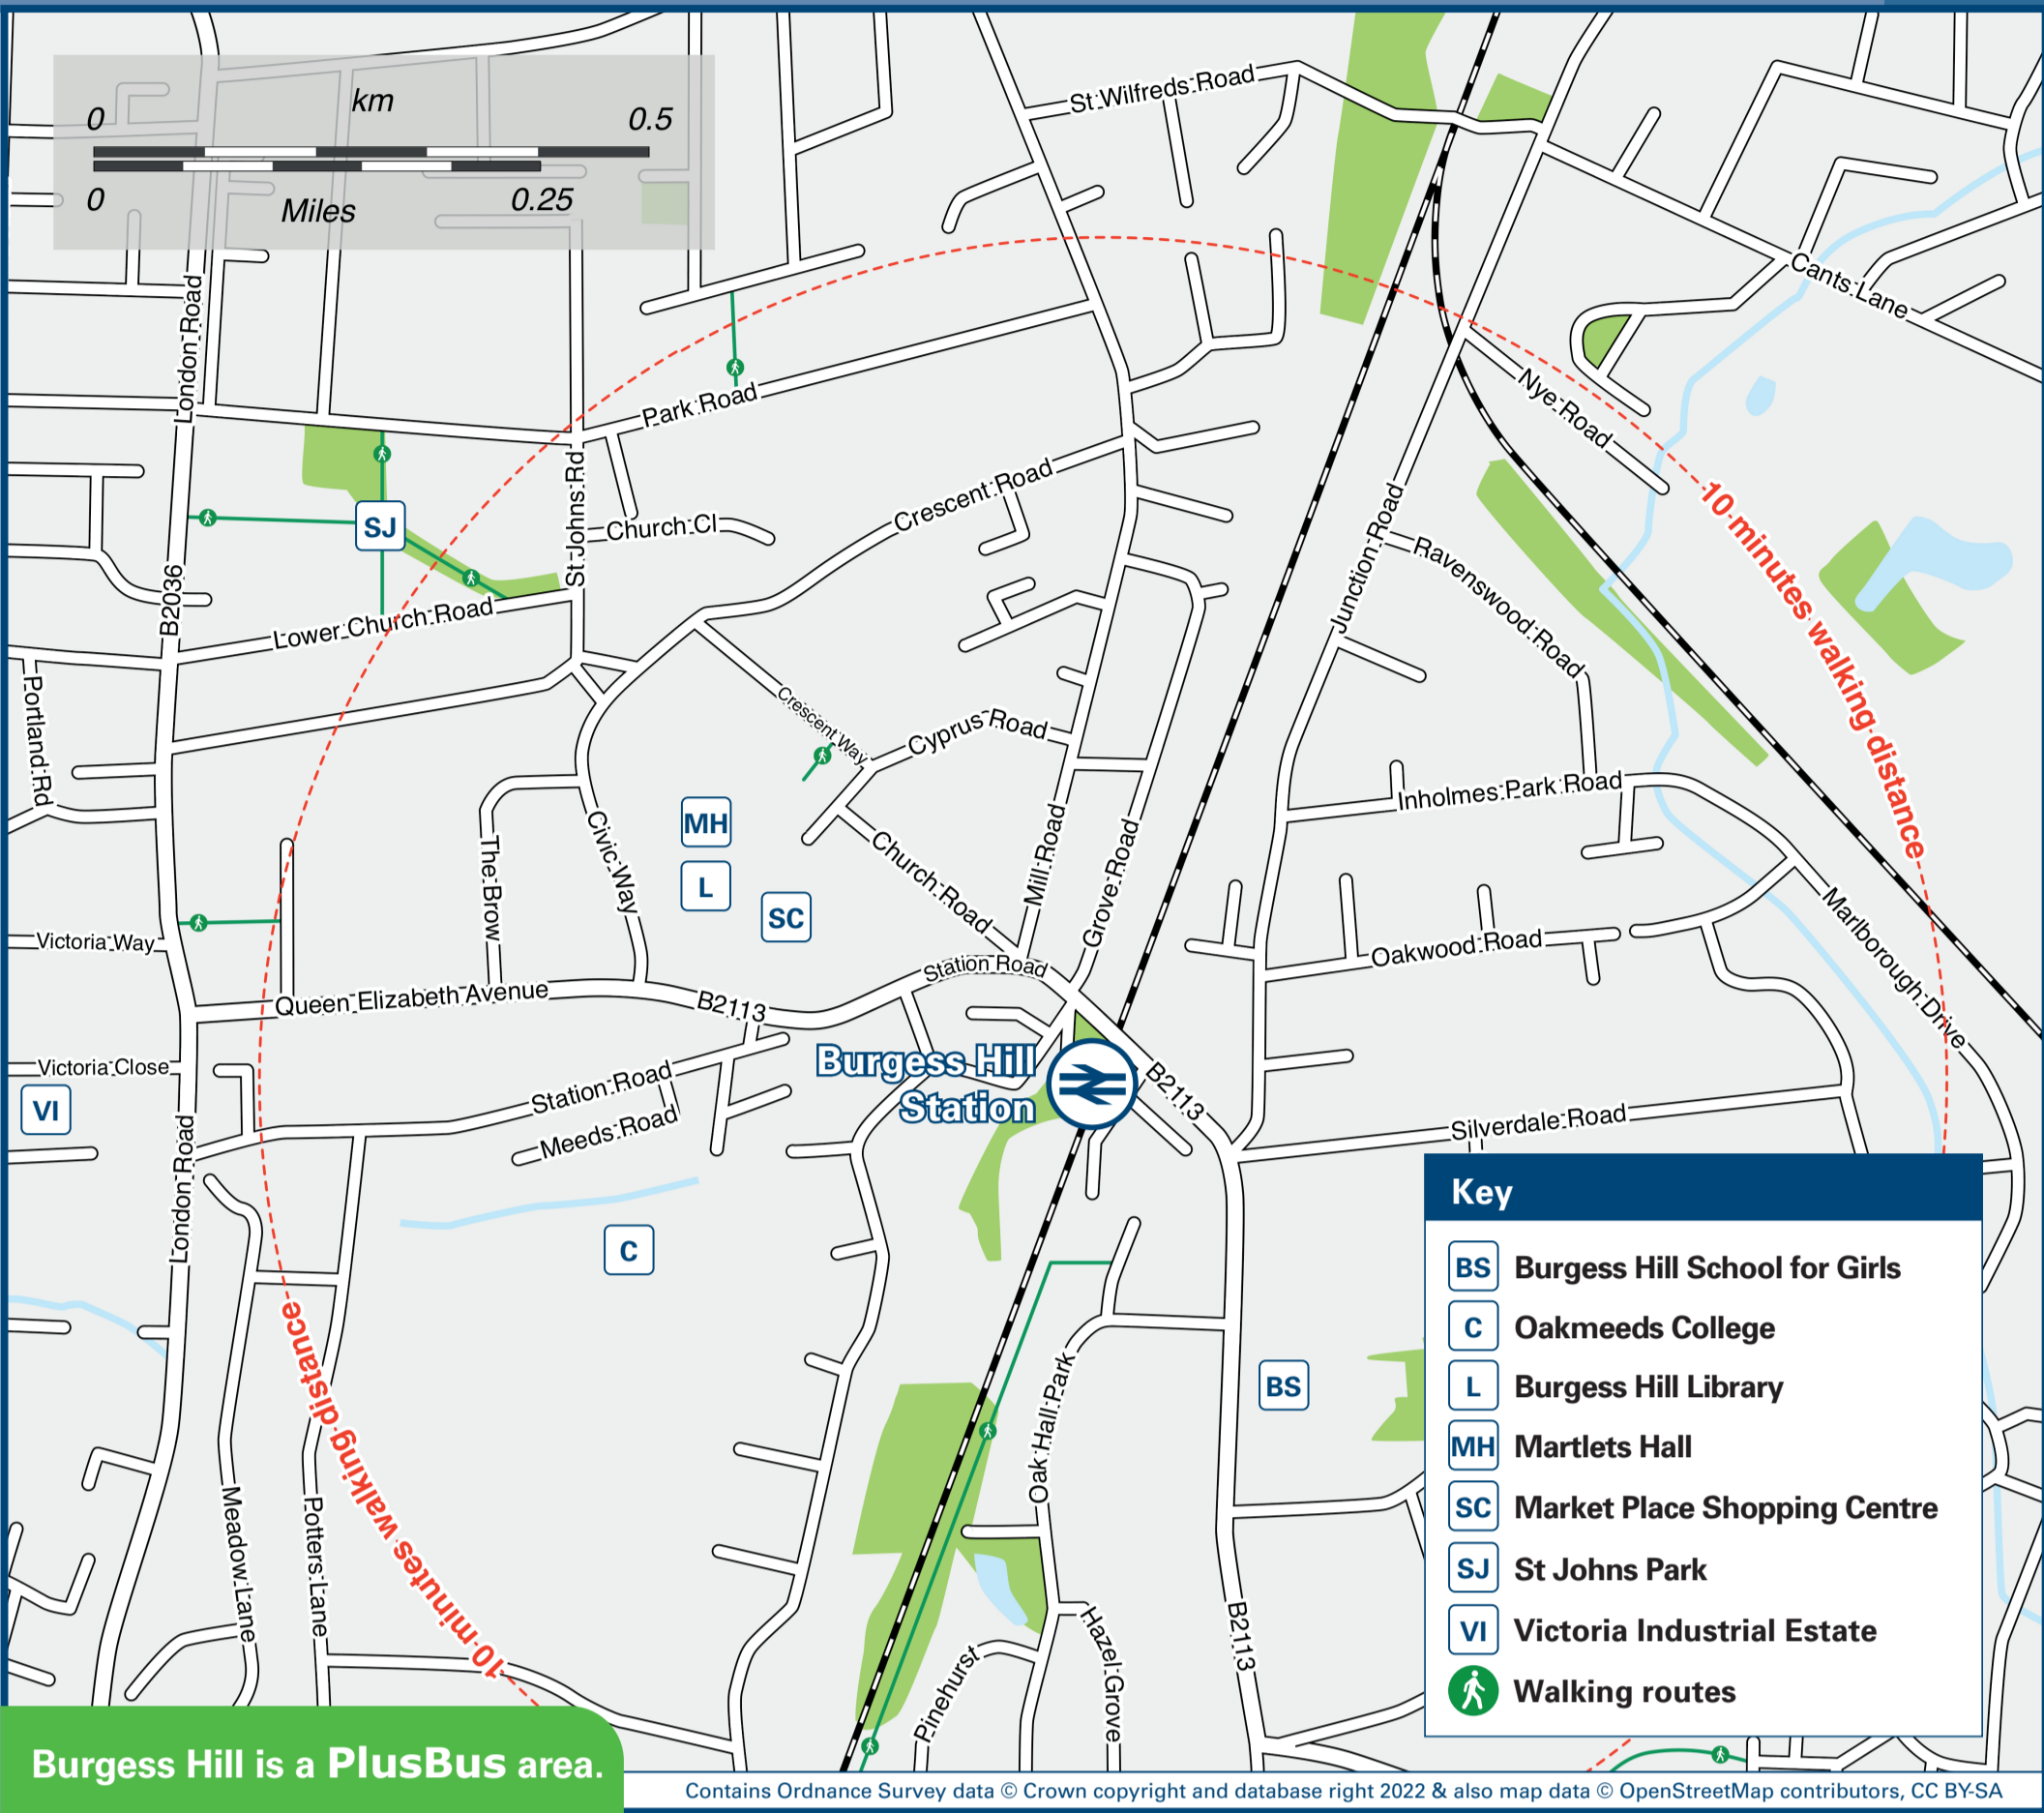 km
0
0.5
0
0.25
Miles
St Wilfreds Road
London Road
Cants Lane
Park Road
Nye Road
Crescent Road
St Johns Rd
Church Cl
Junction Road
10 minutes walking distance
SJ
Ravenswood Road
B2036
Lower Church Road
Portland Rd
Crescent Way
Cyprus Road
Inholmes Park Road
MH
Civic Way
The Brow
Church Road
Mill Road
Grove Road
L
SC
Marlborough Drive
Victoria Way
Oakwood Road
Station Road
Queen Elizabeth Avenue
B2113
Victoria Close
Burgess Hill
Station
B2113
Station Road
VI
Meeds Road
Silverdale Road
London Road
C
10 minutes walking distance
Oak Hall Park
BS
Meadow Lane
Potters Lane
Pinehurst
Hazel Grove
B2113
Key
BS Burgess Hill School for Girls
C Oakmeeds College
L Burgess Hill Library
MH Martlets Hall
SC Market Place Shopping Centre
SJ St Johns Park
VI Victoria Industrial Estate
Walking routes
Burgess Hill is a PlusBus area.
Contains Ordnance Survey data © Crown copyright and database right 2022 & also map data © OpenStreetMap contributors, CC BY-SA